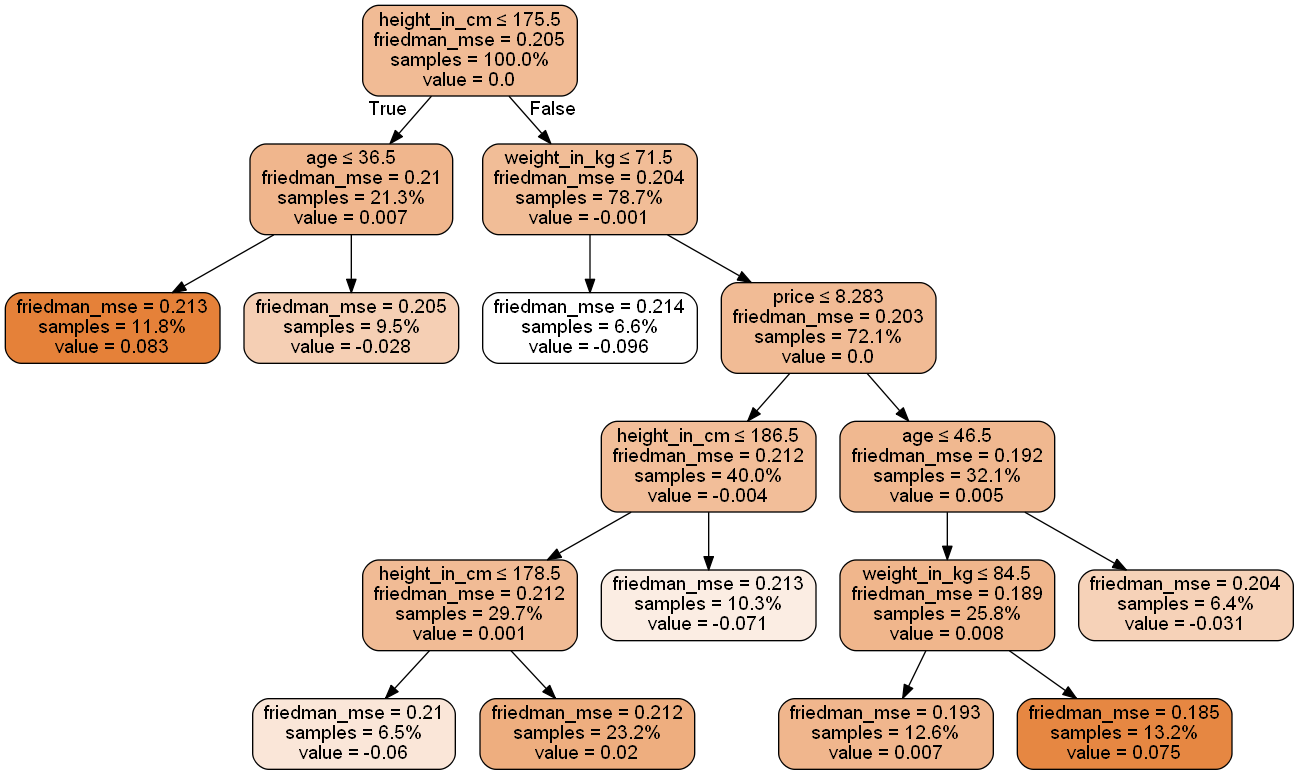 height_in_cm ≤ 175.5
friedman_mse = 0.205
samples = 100.0%
value = 0.0
True
False
age ≤ 36.5
friedman_mse = 0.21
samples = 21.3%
value = 0.007
weight_in_kg ≤ 71.5
friedman_mse = 0.204
samples = 78.7%
value = -0.001
friedman_mse = 0.213
samples = 11.8%
value = 0.083
friedman_mse = 0.205
samples = 9.5%
value = -0.028
friedman_mse = 0.214
samples = 6.6%
value = -0.096
price ≤ 8.283
friedman_mse = 0.203
samples = 72.1%
value = 0.0
height_in_cm ≤ 186.5
friedman_mse = 0.212
samples = 40.0%
value = -0.004
age ≤ 46.5
friedman_mse = 0.192
samples = 32.1%
value = 0.005
height_in_cm ≤ 178.5
friedman_mse = 0.212
samples = 29.7%
value = 0.001
friedman_mse = 0.213
samples = 10.3%
value = -0.071
weight_in_kg ≤ 84.5
friedman_mse = 0.189
samples = 25.8%
value = 0.008
friedman_mse = 0.204
samples = 6.4%
value = -0.031
friedman_mse = 0.21
samples = 6.5%
value = -0.06
friedman_mse = 0.212
samples = 23.2%
value = 0.02
friedman_mse = 0.193
samples = 12.6%
value = 0.007
friedman_mse = 0.185
samples = 13.2%
value = 0.075